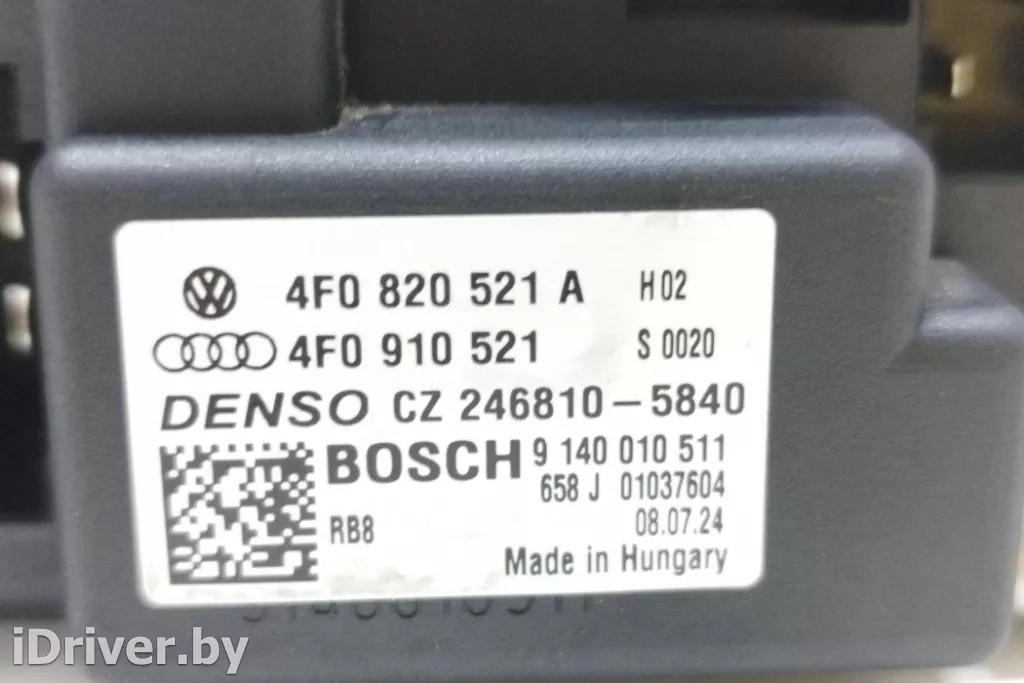 4F0 820 521 A H02
4F0 910 521 S 0020
DENSO CZ 246810-5840
BOSCH 9 140 010 511
658 J 01037604
RB8 08.07.24
Made in Hungary
iDriver.by